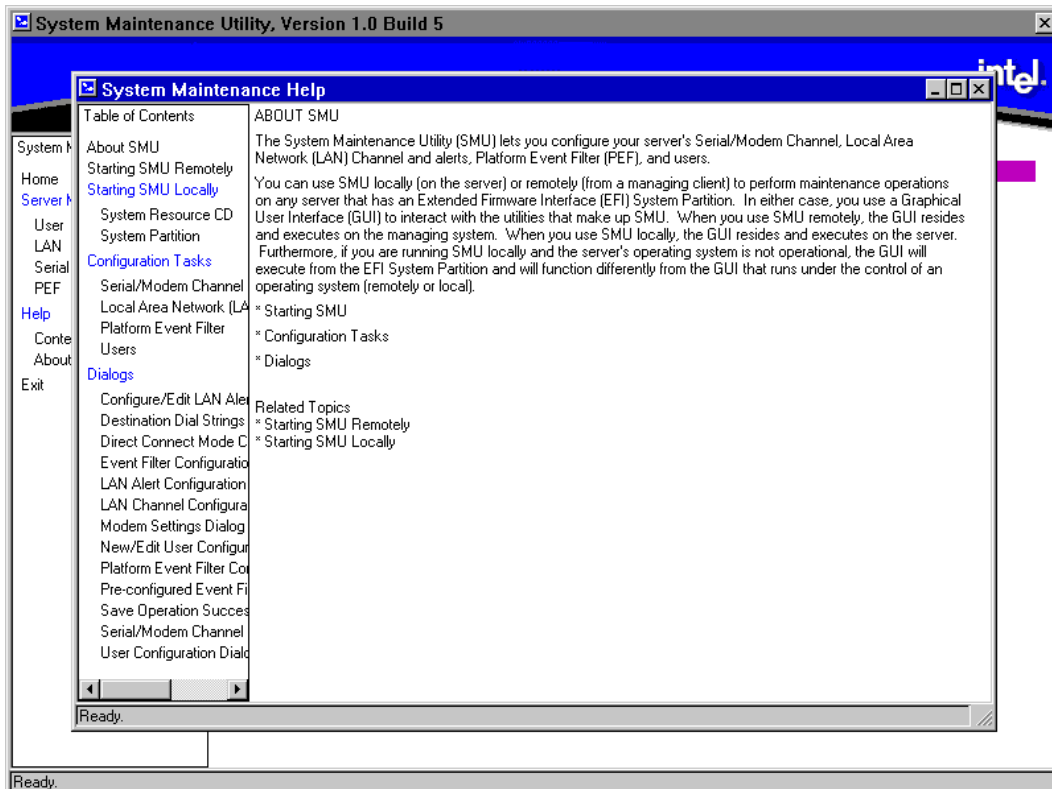 System Maintenance Utility, Version 1.0 Build 5
intel.
System M
Home
Server M
User
LAN
Serial
PEF
Help
Conte
About
Exit
System Maintenance Help
Table of Contents
About SMU
Starting SMU Remotely
Starting SMU Locally
System Resource CD
System Partition
Configuration Tasks
Serial/Modem Channel
Local Area Network (LA
Platform Event Filter
Users
Dialogs
Configure/Edit LAN Aler
Destination Dial Strings
Direct Connect Mode C
Event Filter Configuratio
LAN Alert Configuration
LAN Channel Configura
Modem Settings Dialog
New/Edit User Configur
Platform Event Filter Co
Pre-configured Event Fi
Save Operation Succes
Serial/Modem Channel
User Configuration Dialo
ABOUT SMU
The System Maintenance Utility (SMU) lets you configure your server's Serial/Modem Channel, Local Area
Network (LAN) Channel and alerts, Platform Event Filter (PEF), and users.
You can use SMU locally (on the server) or remotely (from a managing client) to perform maintenance operations
on any server that has an Extended Firmware Interface (EFI) System Partition. In either case, you use a Graphical
User Interface (GUI) to interact with the utilities that make up SMU. When you use SMU remotely, the GUI resides
and executes on the managing system. When you use SMU locally, the GUI resides and executes on the server.
Furthermore, if you are running SMU locally and the server's operating system is not operational, the GUI will
execute from the EFI System Partition and will function differently from the GUI that runs under the control of an
operating system (remotely or local).
* Starting SMU
* Configuration Tasks
* Dialogs
Related Topics
* Starting SMU Remotely
* Starting SMU Locally
Ready.
Ready.